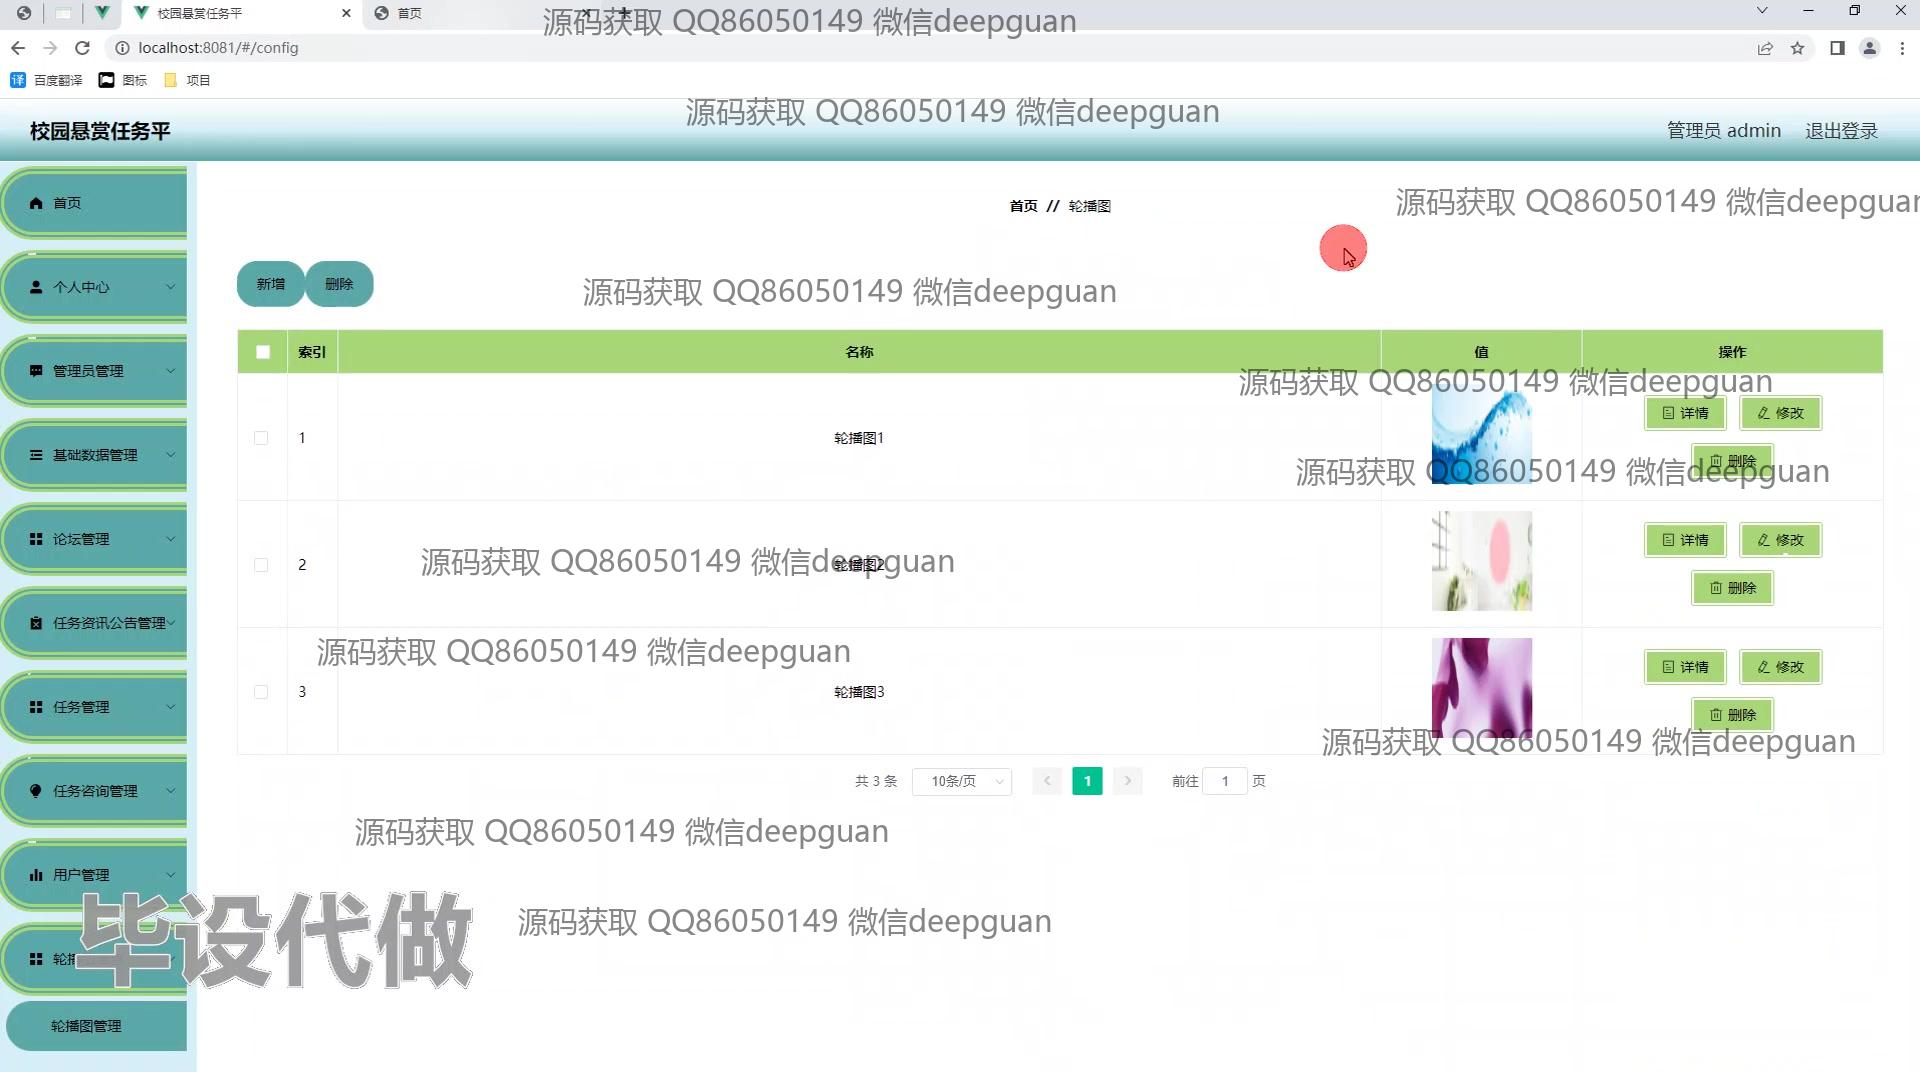 校园悬赏任务平
首页
源码获取 QQ86050149 微信deepguan
localhost:8081/#/config
百度翻译
图标
项目
源码获取 QQ86050149 微信deepguan
校园悬赏任务平
管理员 admin
退出登录
源码获取 QQ86050149 微信deepguan
首页
个人中心
管理员管理
基础数据管理
论坛管理
任务资讯公告管理
任务管理
任务咨询管理
用户管理
轮播图管理
首页 // 轮播图
新增
删除
源码获取 QQ86050149 微信deepguan
索引
名称
值
操作
源码获取 QQ86050149 微信deepguan
1
轮播图1
详情
修改
删除
源码获取 QQ86050149 微信deepguan
2
轮播图2
详情
修改
删除
源码获取 QQ86050149 微信deepguan
源码获取 QQ86050149 微信deepguan
3
轮播图3
详情
修改
删除
源码获取 QQ86050149 微信deepguan
共 3 条
10条/页
1
前往 1 页
源码获取 QQ86050149 微信deepguan
源码获取 QQ86050149 微信deepguan
毕设代做